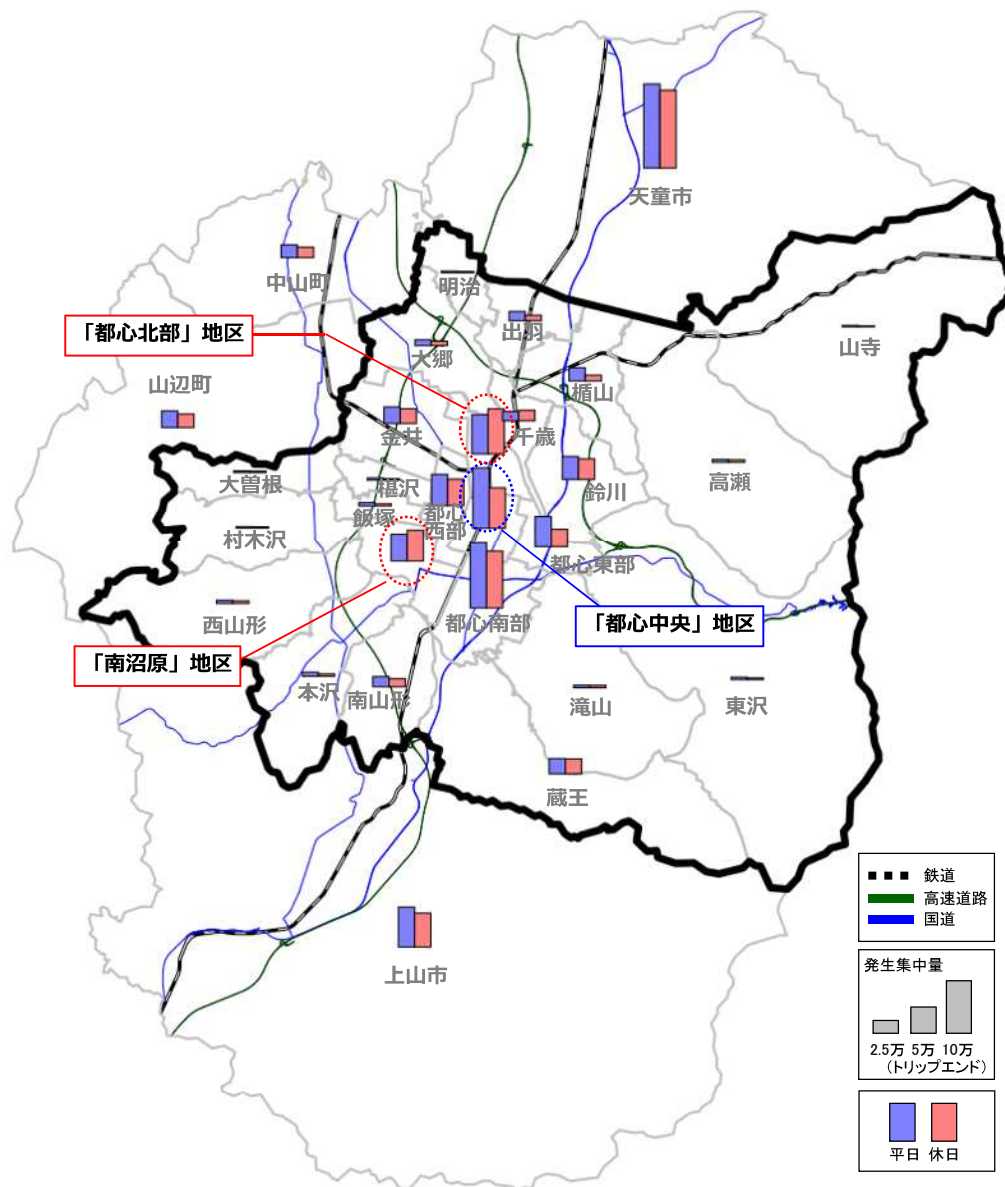 天童市
中山町
明治
出羽
「都心北部」地区
大郷
山寺
山辺町
楯山
金井
千歳
大曽根
椹沢
鈴川
高瀬
飯塚
都心
西部
村木沢
都心東部
西山形
都心南部
「都心中央」地区
「南沼原」地区
本沢
南山形
滝山
東沢
蔵王
上山市
鉄道
高速道路
国道
発生集中量
2.5万 5万 10万
(トリップエンド)
平日 休日